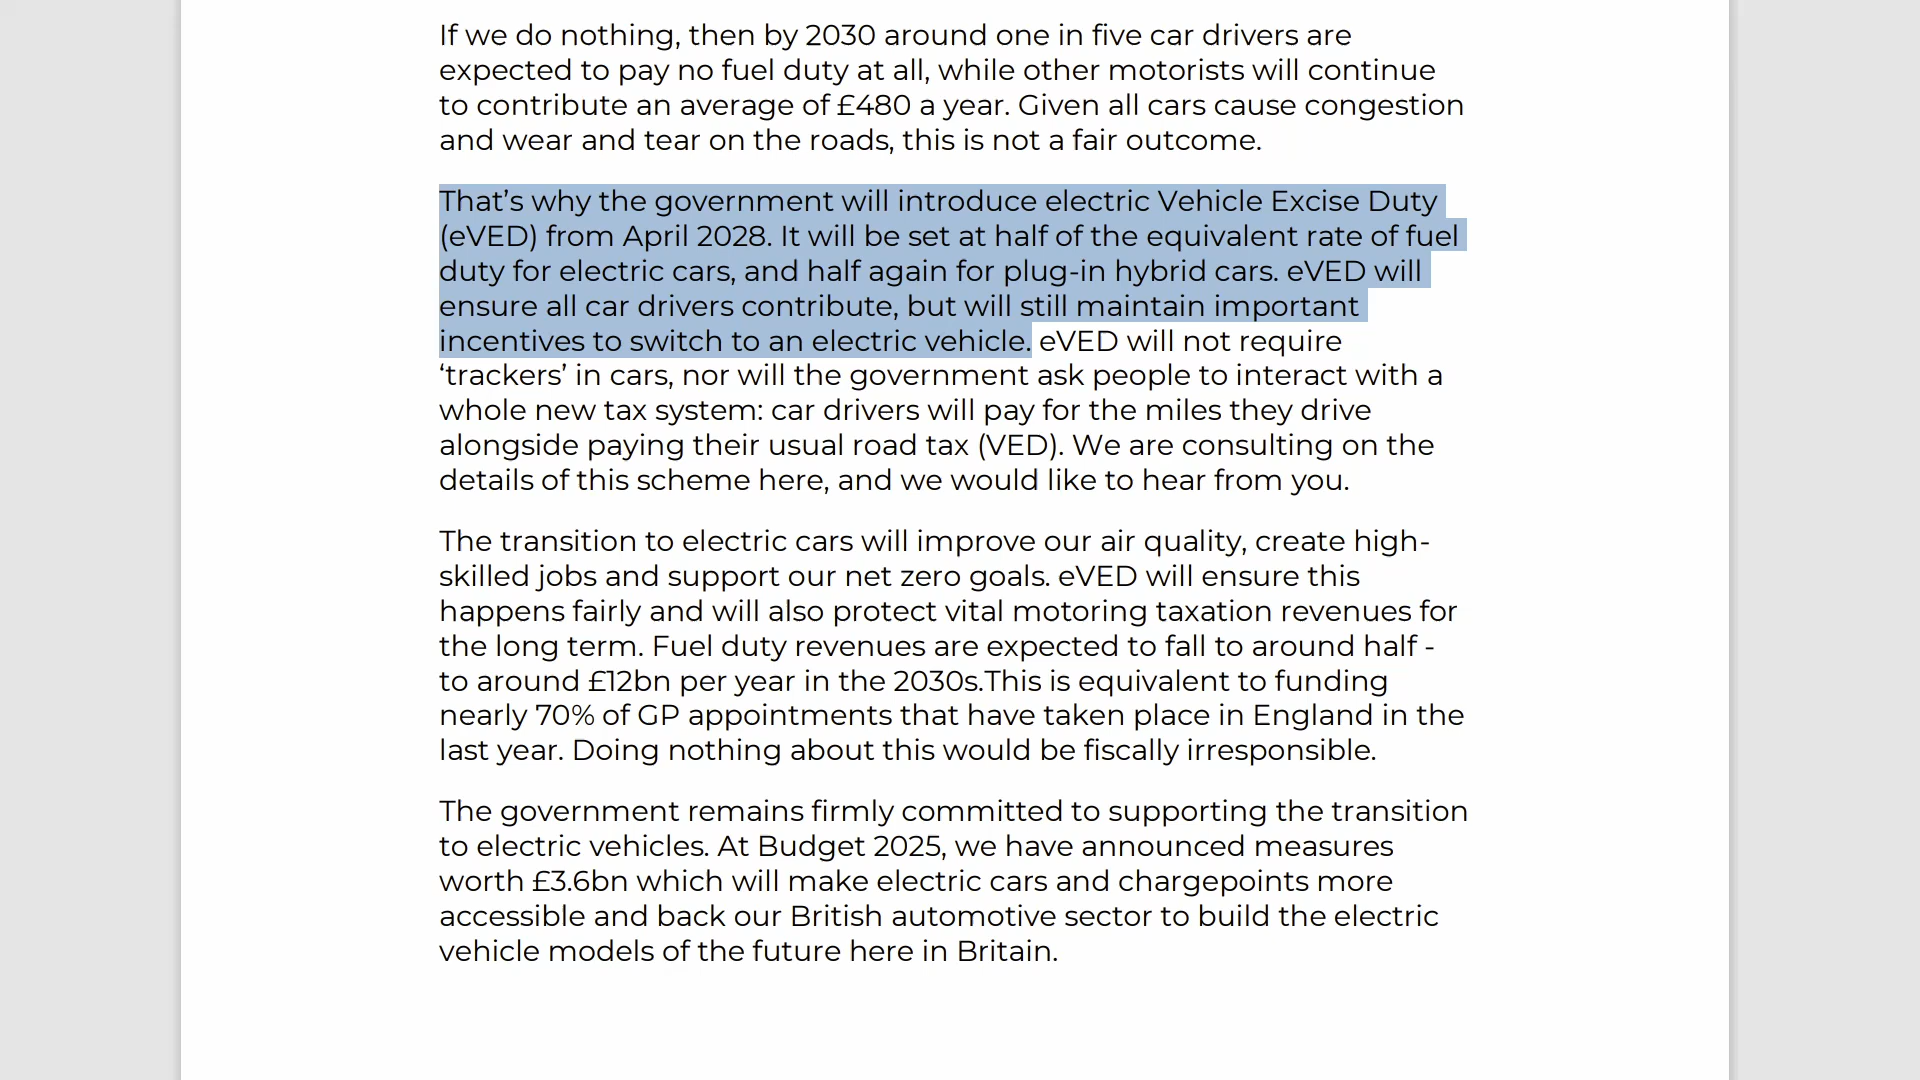 If we do nothing, then by 2030 around one in five car drivers are
expected to pay no fuel duty at all, while other motorists will continue
to contribute an average of £480 a year. Given all cars cause congestion
and wear and tear on the roads, this is not a fair outcome.
That’s why the government will introduce electric Vehicle Excise Duty
(eVED) from April 2028. It will be set at half of the equivalent rate of fuel
duty for electric cars, and half again for plug-in hybrid cars. eVED will
ensure all car drivers contribute, but will still maintain important
incentives to switch to an electric vehicle. eVED will not require
‘trackers’ in cars, nor will the government ask people to interact with a
whole new tax system: car drivers will pay for the miles they drive
alongside paying their usual road tax (VED). We are consulting on the
details of this scheme here, and we would like to hear from you.
The transition to electric cars will improve our air quality, create high-
skilled jobs and support our net zero goals. eVED will ensure this
happens fairly and will also protect vital motoring taxation revenues for
the long term. Fuel duty revenues are expected to fall to around half -
to around £12bn per year in the 2030s.This is equivalent to funding
nearly 70% of GP appointments that have taken place in England in the
last year. Doing nothing about this would be fiscally irresponsible.
The government remains firmly committed to supporting the transition
to electric vehicles. At Budget 2025, we have announced measures
worth £3.6bn which will make electric cars and chargepoints more
accessible and back our British automotive sector to build the electric
vehicle models of the future here in Britain.